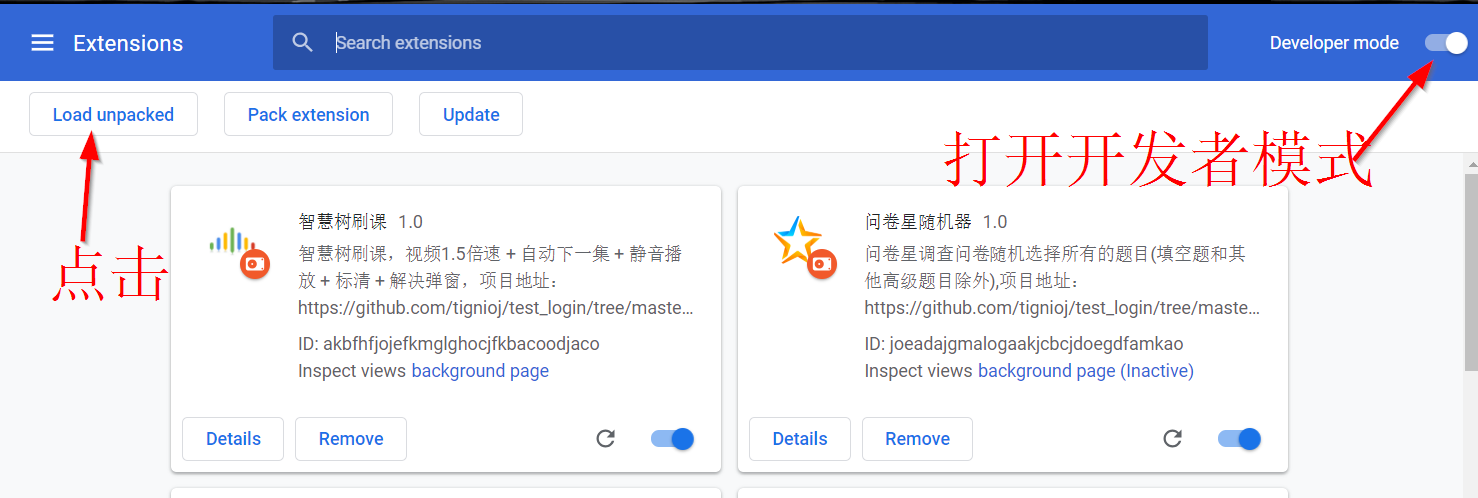 Extensions
Search extensions
Developer mode
Load unpacked
Pack extension
Update
打开开发者模式
点击
智慧树刷课 1.0
智慧树刷课，视频1.5倍速 + 自动下一集 + 静音播
放 + 标清 + 解决弹窗，项目地址：
https://github.com/tignioj/test_login/tree/maste…
ID: akbfhfjojefkmglghocjfkbacoodjaco
Inspect views background page
Details
Remove
问卷星随机器 1.0
问卷星调查问卷随机选择所有的题目(填空题和其
他高级题目除外),项目地址：
https://github.com/tignioj/test_login/tree/maste…
ID: joeadajgmalogaakjcbcjdoegdfamkao
Inspect views background page (Inactive)
Details
Remove